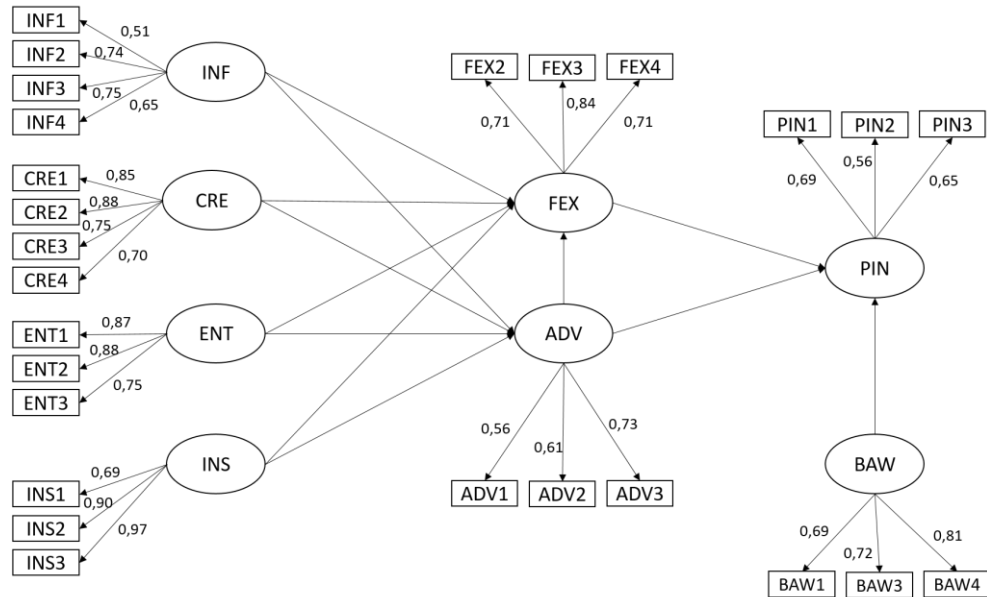 INF1
0,51
INF2
0,74
INF3
0,75
INF4
0,65
INF
CRE1
0,85
CRE2
0,88
CRE3
0,75
CRE4
0,70
CRE
ENT1
0,87
ENT2
0,88
ENT3
0,75
ENT
INS1
0,69
INS2
0,90
INS3
0,97
INS
FEX2 FEX3 FEX4
0,71 0,84 0,71
FEX
ADV
0,56 0,61 0,73
ADV1 ADV2 ADV3
PIN1 PIN2 PIN3
0,69 0,56 0,65
PIN
BAW
0,69 0,72 0,81
BAW1 BAW3 BAW4